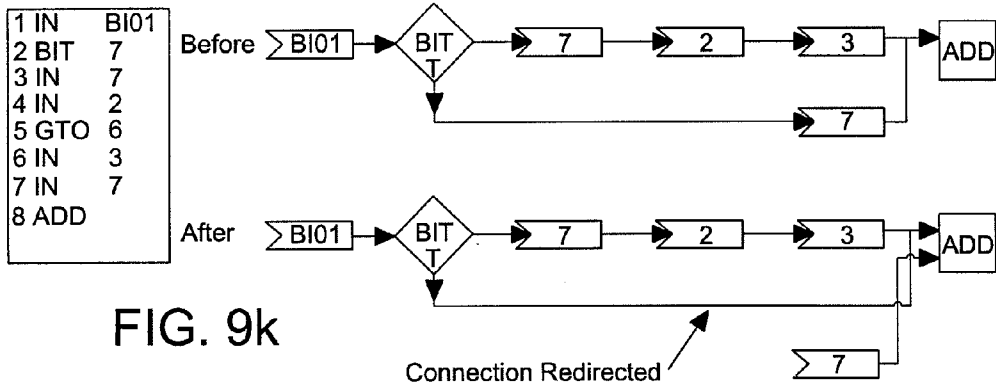 1 IN BI01
2 BIT 7
3 IN 7
4 IN 2
5 GTO 6
6 IN 3
7 IN 7
8 ADD
Before BI01 BIT T 7 2 3 ADD
7
After BI01 BIT T 7 2 3 ADD
7
Connection Redirected
FIG. 9k